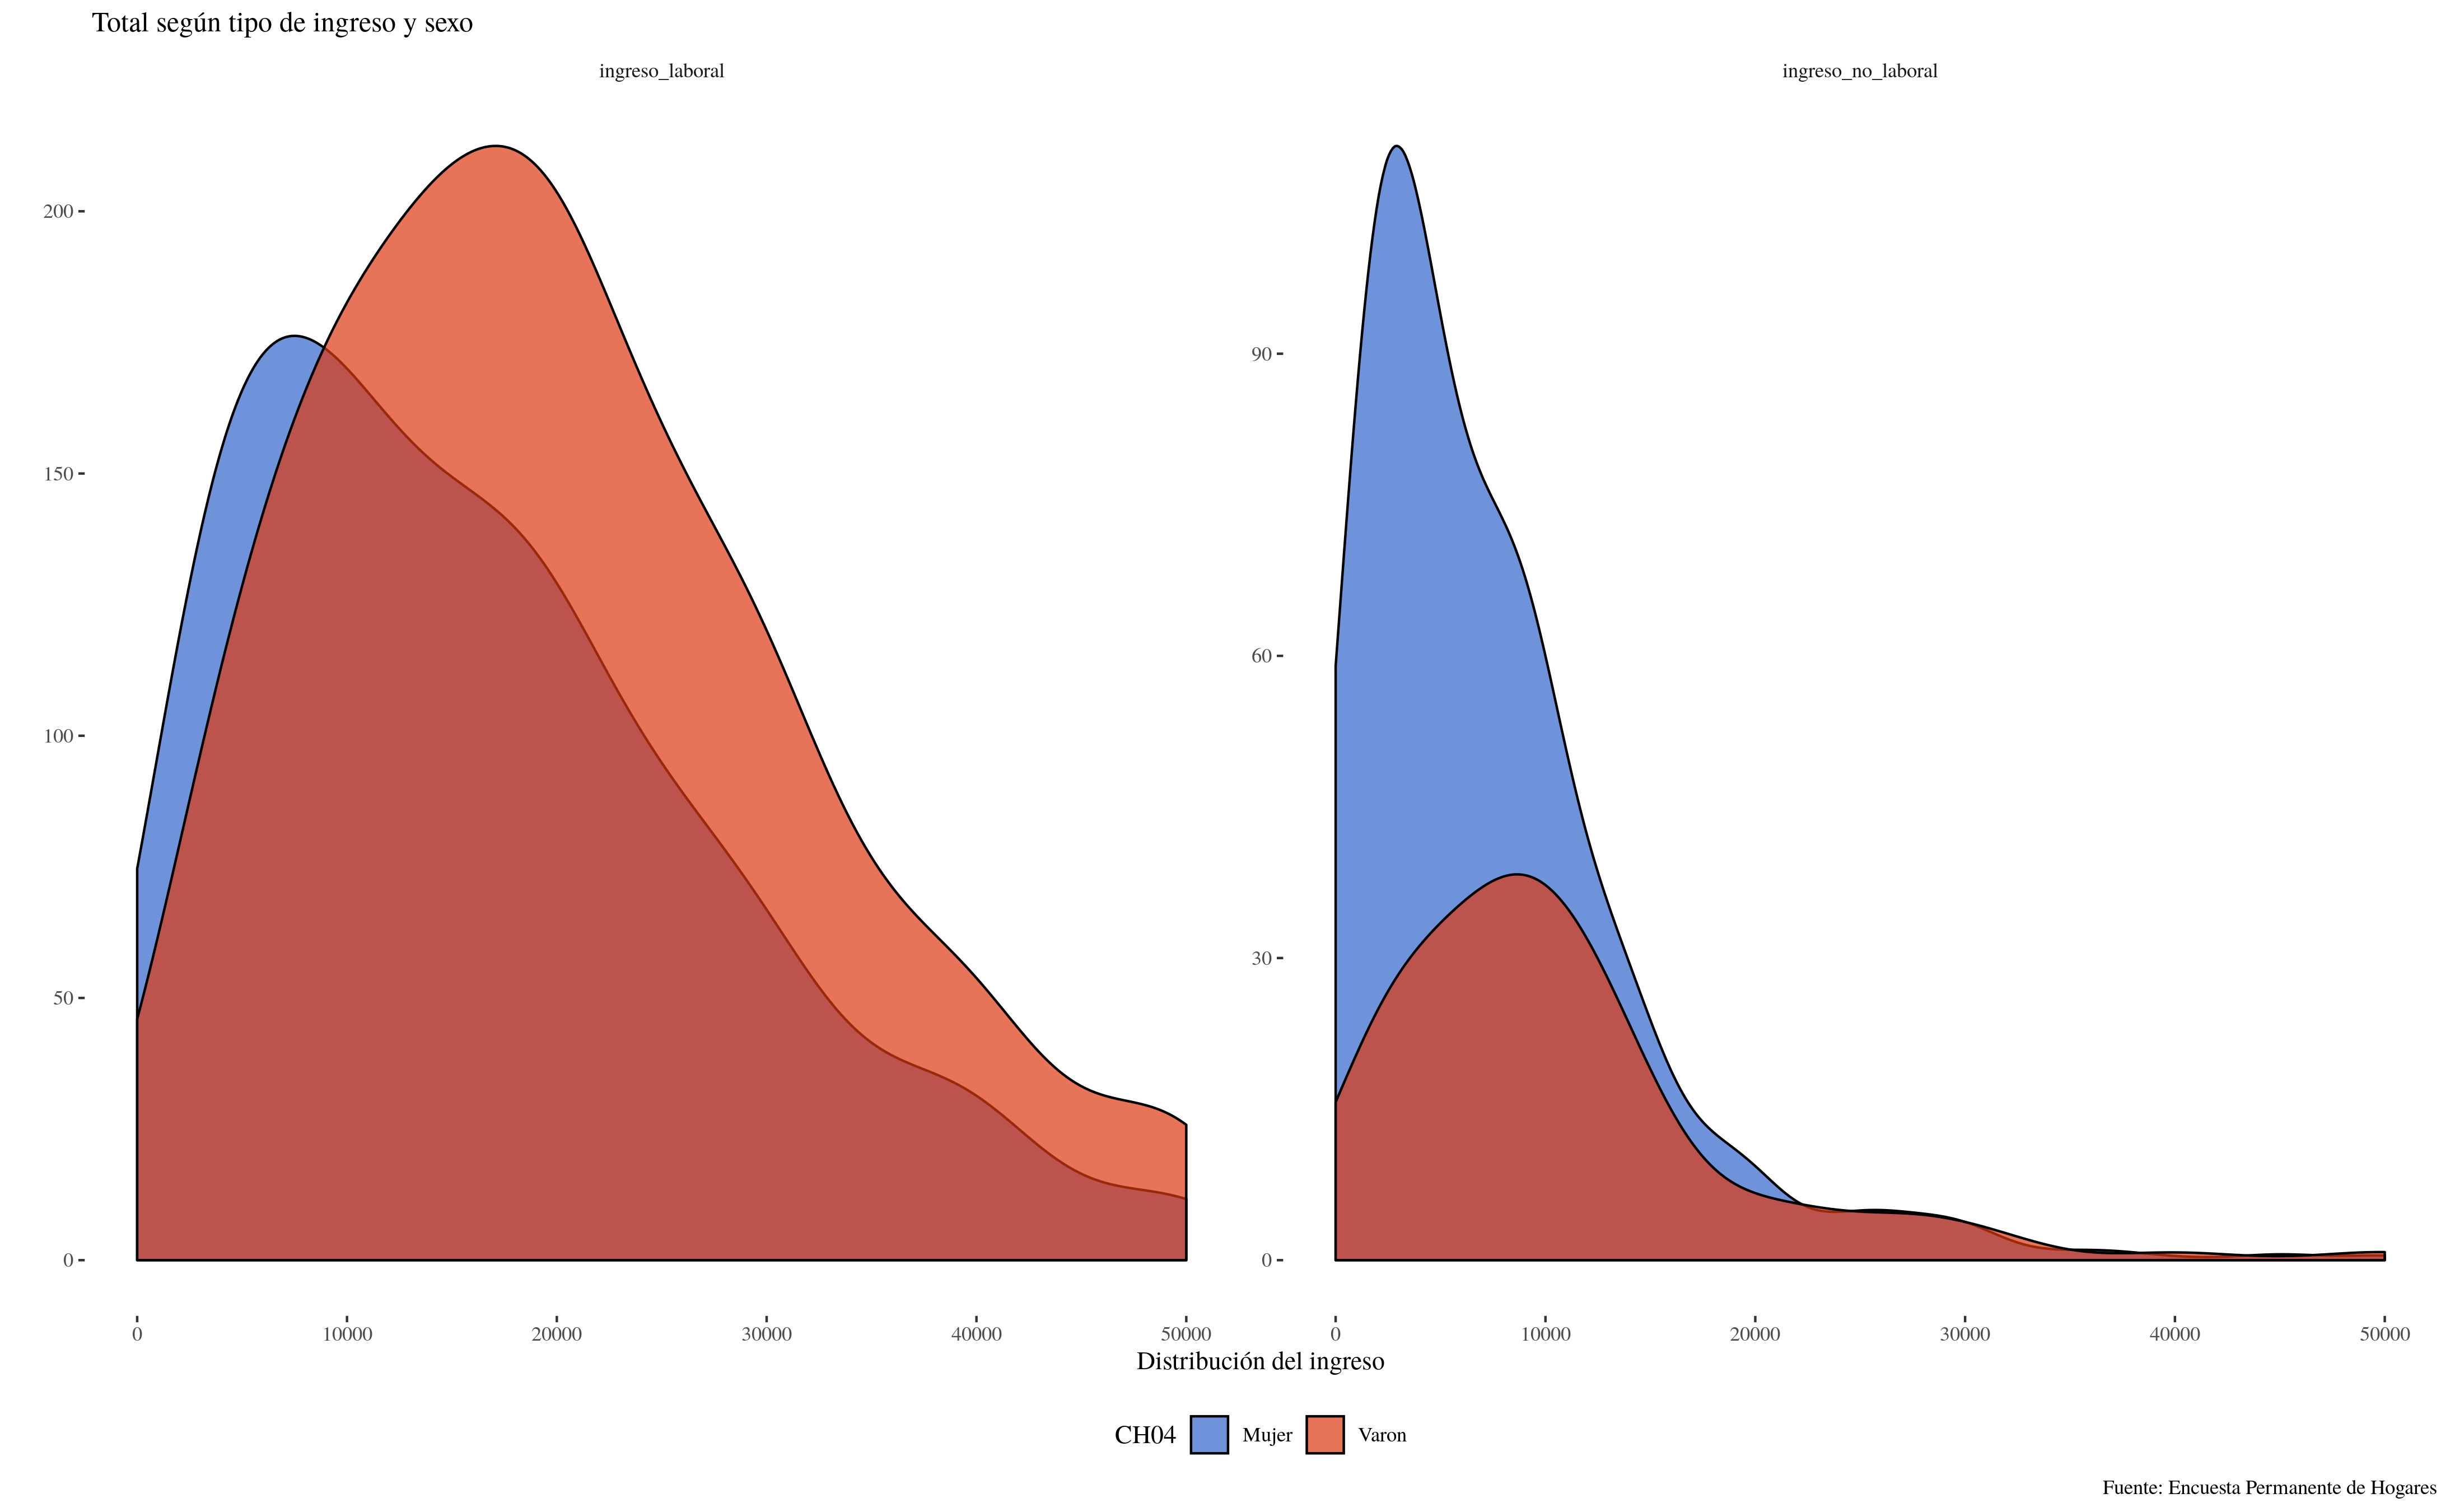 Total según tipo de ingreso y sexo
ingreso_laboral
ingreso_no_laboral
200
150
100
50
0
90
60
30
0
0 10000 20000 30000 40000 50000
0 10000 20000 30000 40000 50000
Distribución del ingreso
CH04 Mujer Varon
Fuente: Encuesta Permanente de Hogares